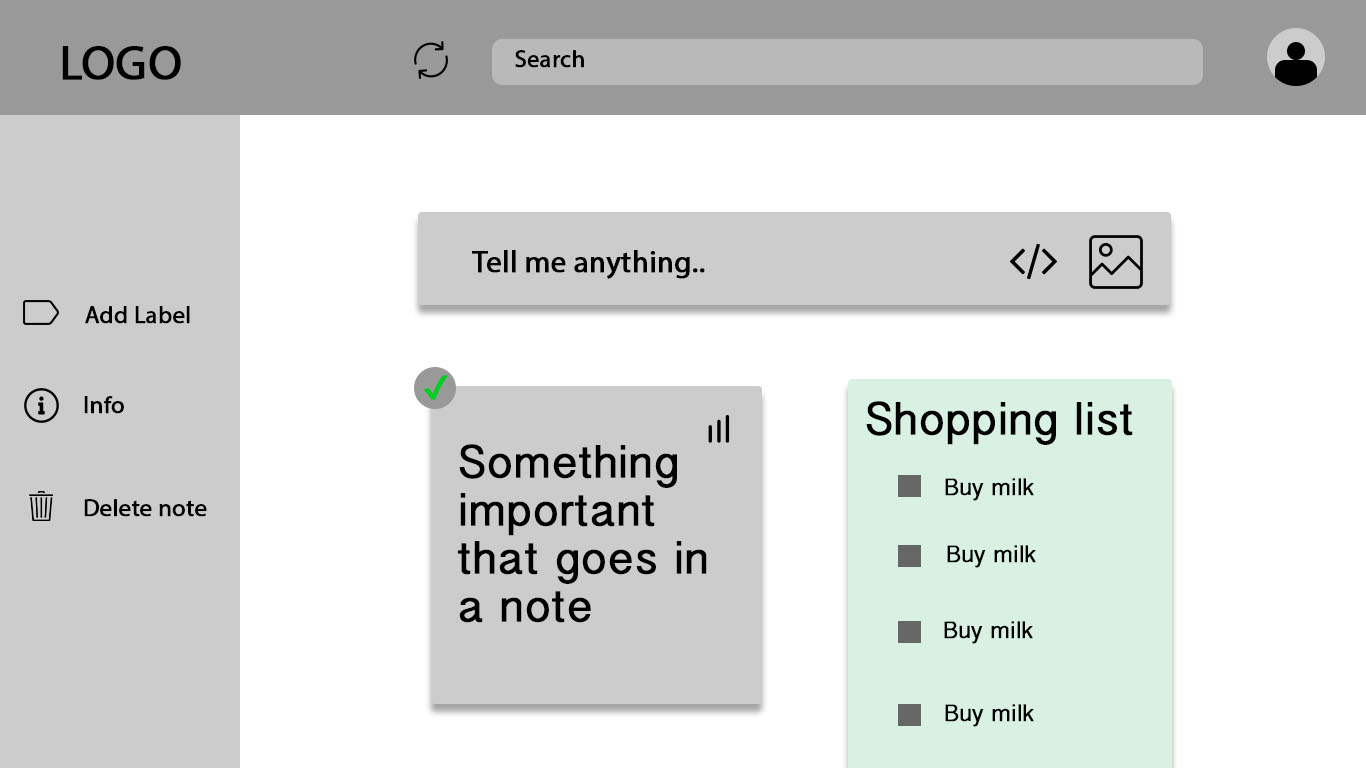 LOGO
Search
Tell me anything..
Add Label
Info
Delete note
Something
important
that goes in
a note
Shopping list
Buy milk
Buy milk
Buy milk
Buy milk